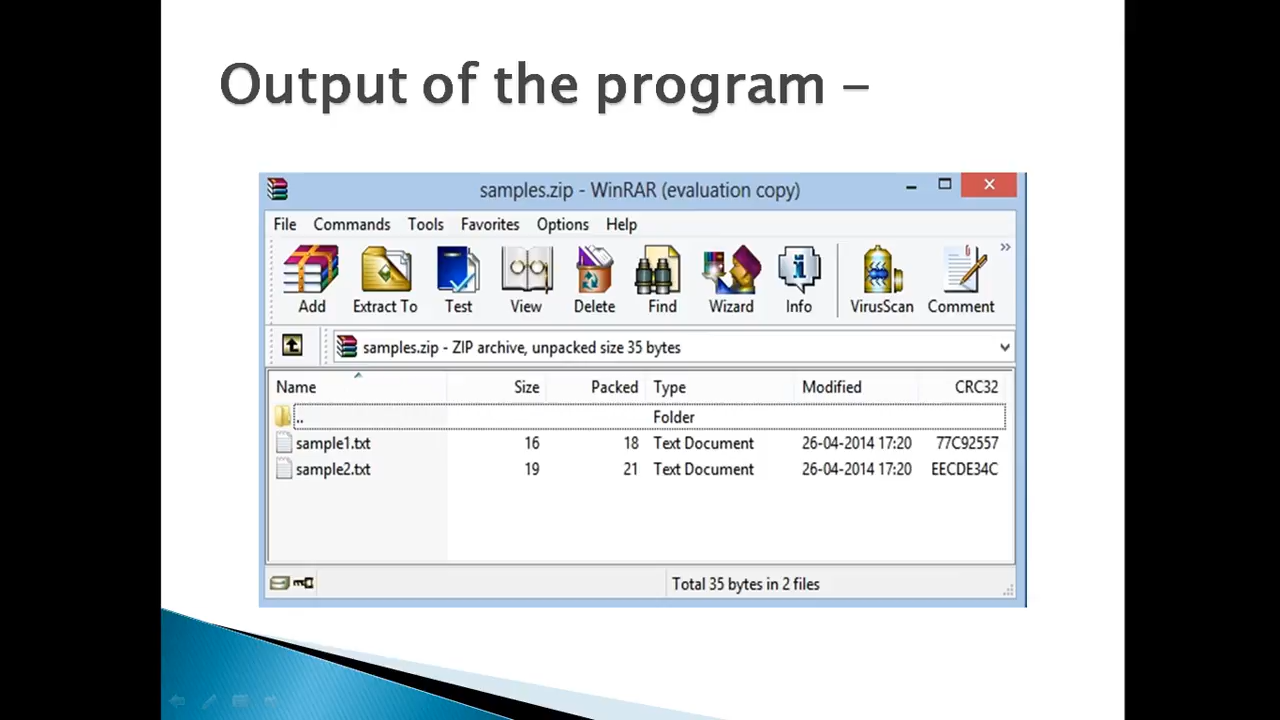 Output of the program –
samples.zip - WinRAR (evaluation copy)
File Commands Tools Favorites Options Help
Add Extract To Test View Delete Find Wizard Info VirusScan Comment
samples.zip - ZIP archive, unpacked size 35 bytes
Name Size Packed Type Modified CRC32
.. Folder
sample1.txt 16 18 Text Document 26-04-2014 17:20 77C92557
sample2.txt 19 21 Text Document 26-04-2014 17:20 EECDE34C
Total 35 bytes in 2 files